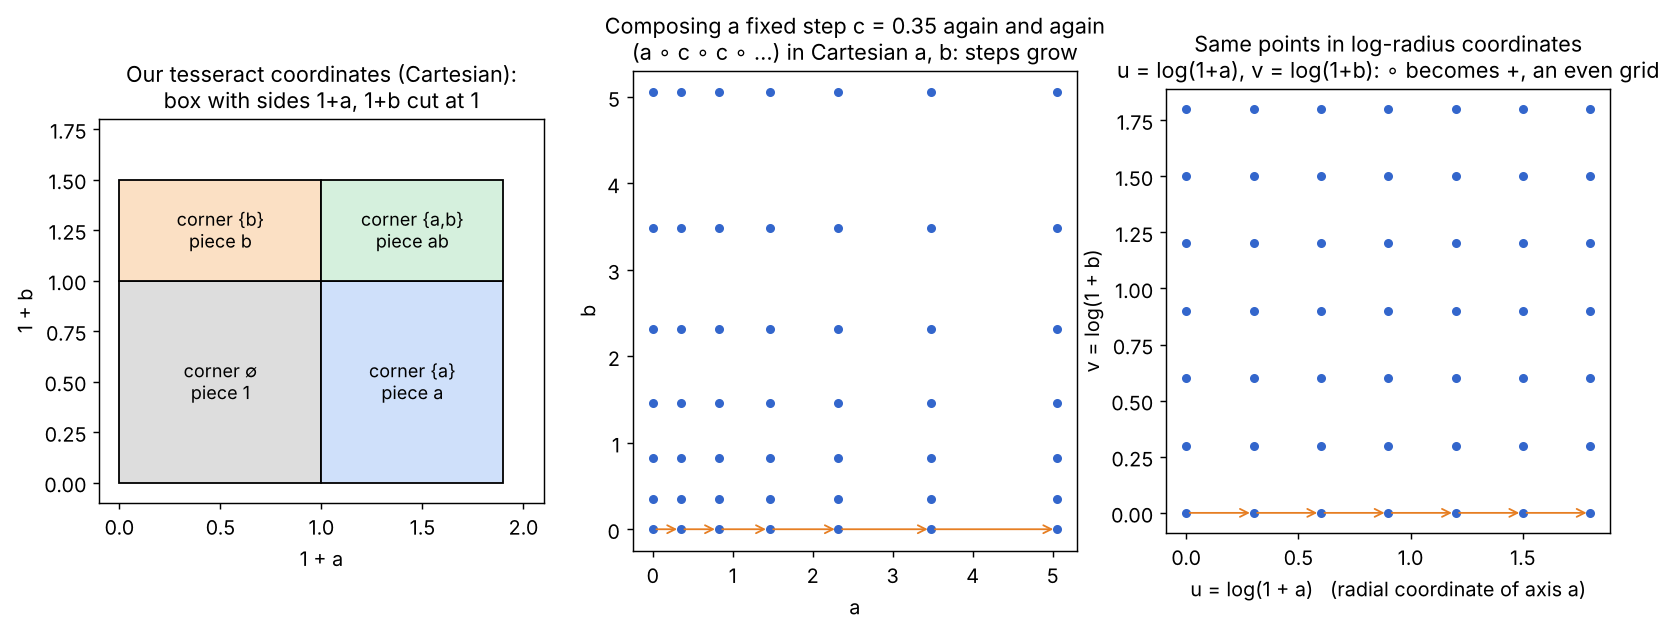 Our tesseract coordinates (Cartesian):
box with sides 1+a, 1+b cut at 1
1.75
1.50
1.25
1.00
0.75
0.50
0.25
0.00
1 + b
corner {b}
piece b
corner {a,b}
piece ab
corner ∅
piece 1
corner {a}
piece a
0.0
0.5
1.0
1.5
2.0
1 + a
Composing a fixed step c = 0.35 again and again
(a ∘ c ∘ c ∘ ...) in Cartesian a, b: steps grow
5
4
3
2
1
0
b
0
1
2
3
4
5
a
Same points in log-radius coordinates
u = log(1+a), v = log(1+b): ∘ becomes +, an even grid
1.75
1.50
1.25
1.00
0.75
0.50
0.25
0.00
v = log(1 + b)
0.0
0.5
1.0
1.5
u = log(1 + a)   (radial coordinate of axis a)